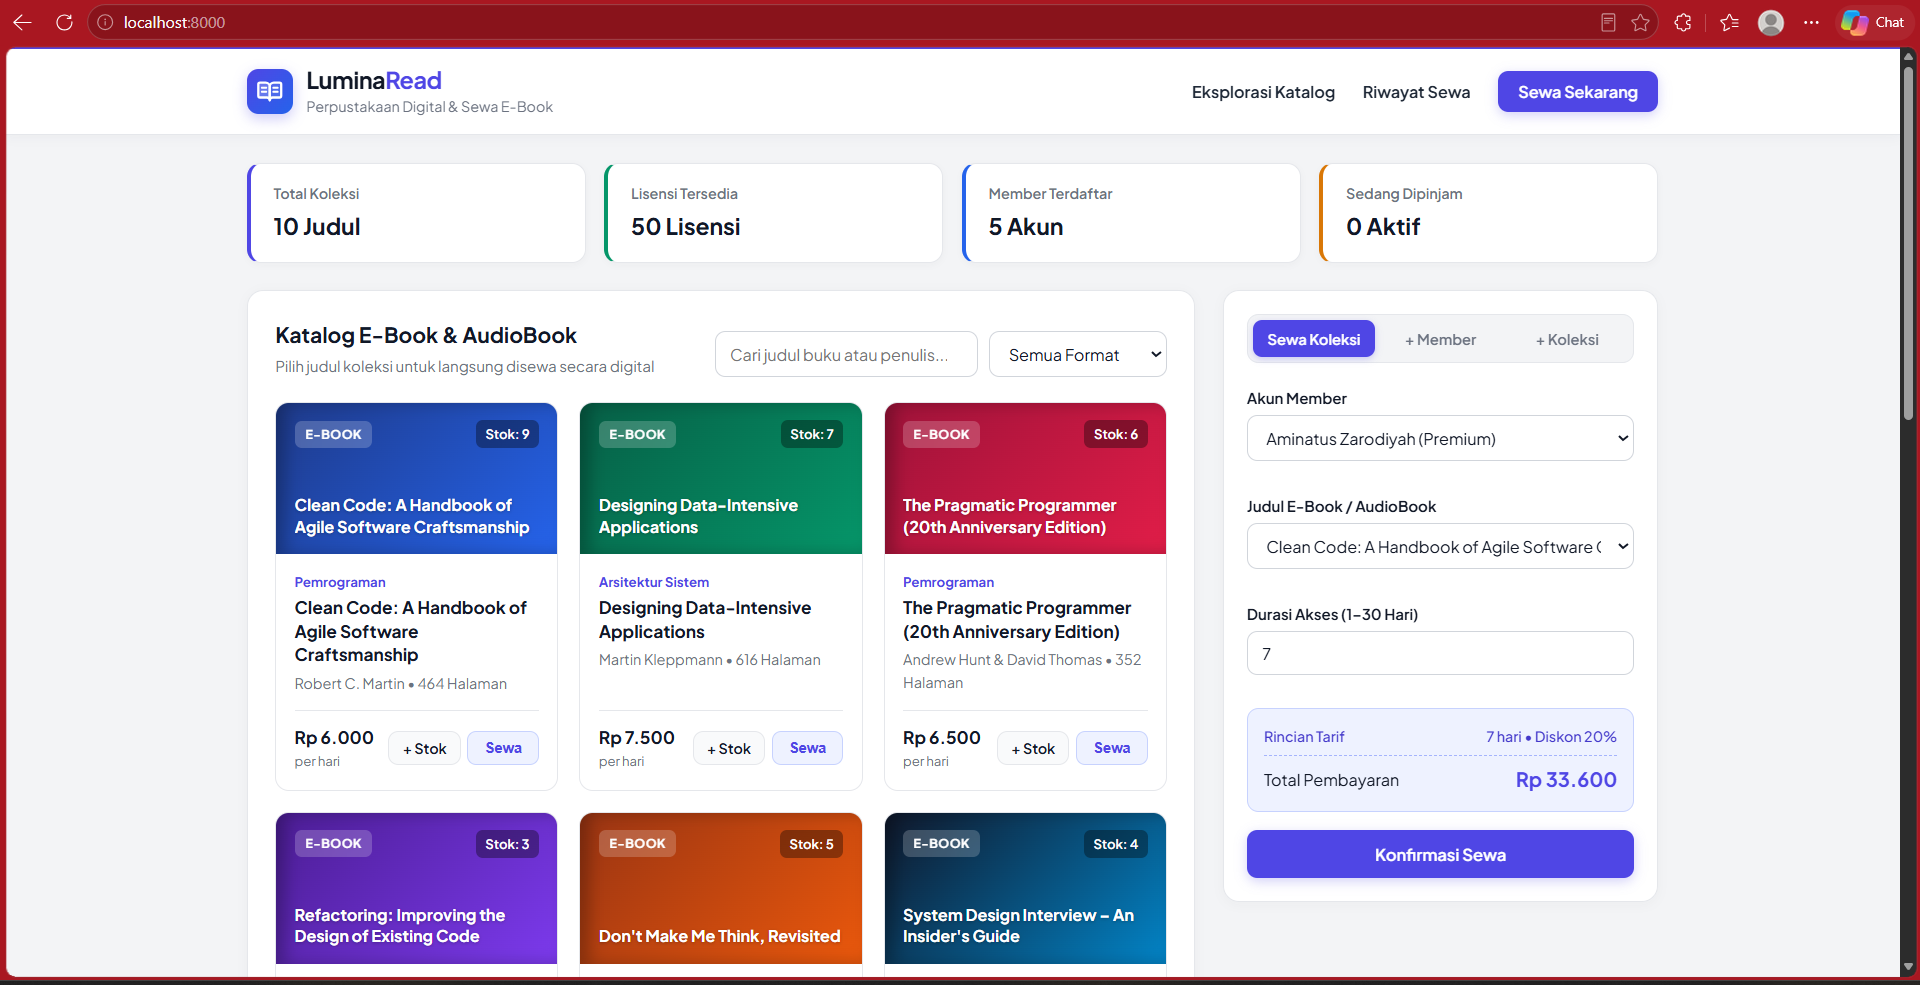 localhost:8000
Chat
LuminaRead
Perpustakaan Digital & Sewa E-Book
Eksplorasi Katalog
Riwayat Sewa
Sewa Sekarang
Total Koleksi
10 Judul
Lisensi Tersedia
50 Lisensi
Member Terdaftar
5 Akun
Sedang Dipinjam
0 Aktif
Katalog E-Book & AudioBook
Pilih judul koleksi untuk langsung disewa secara digital
Cari judul buku atau penulis...
Semua Format
E-BOOK
Stok: 9
Clean Code: A Handbook of
Agile Software Craftsmanship
Pemrograman
Clean Code: A Handbook of
Agile Software
Craftsmanship
Robert C. Martin • 464 Halaman
Rp 6.000
per hari
+ Stok
Sewa
E-BOOK
Stok: 7
Designing Data-Intensive
Applications
Arsitektur Sistem
Designing Data-Intensive
Applications
Martin Kleppmann • 616 Halaman
Rp 7.500
per hari
+ Stok
Sewa
E-BOOK
Stok: 6
The Pragmatic Programmer
(20th Anniversary Edition)
Pemrograman
The Pragmatic Programmer
(20th Anniversary Edition)
Andrew Hunt & David Thomas • 352
Halaman
Rp 6.500
per hari
+ Stok
Sewa
E-BOOK
Stok: 3
Refactoring: Improving the
Design of Existing Code
E-BOOK
Stok: 5
Don't Make Me Think, Revisited
E-BOOK
Stok: 4
System Design Interview – An
Insider's Guide
Sewa Koleksi
+ Member
+ Koleksi
Akun Member
Aminatus Zarodiyah (Premium)
Judul E-Book / AudioBook
Clean Code: A Handbook of Agile Software
Durasi Akses (1–30 Hari)
7
Rincian Tarif
7 hari • Diskon 20%
Total Pembayaran
Rp 33.600
Konfirmasi Sewa